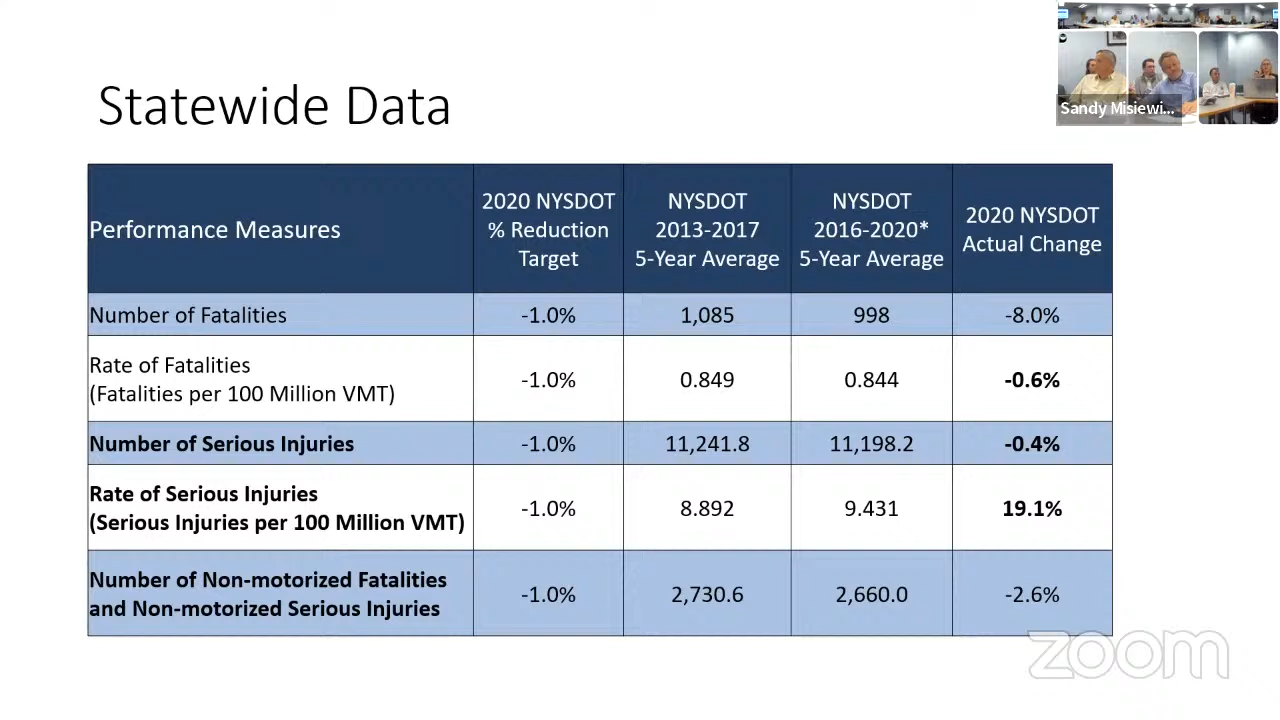 Sandy Misiewi...
Statewide Data
Performance Measures
2020 NYSDOT
% Reduction
Target
NYSDOT
2013-2017
5-Year Average
NYSDOT
2016-2020*
5-Year Average
2020 NYSDOT
Actual Change
Number of Fatalities
-1.0%
1,085
998
-8.0%
Rate of Fatalities
(Fatalities per 100 Million VMT)
-1.0%
0.849
0.844
-0.6%
Number of Serious Injuries
-1.0%
11,241.8
11,198.2
-0.4%
Rate of Serious Injuries
(Serious Injuries per 100 Million VMT)
-1.0%
8.892
9.431
19.1%
Number of Non-motorized Fatalities
and Non-motorized Serious Injuries
-1.0%
2,730.6
2,660.0
-2.6%
zoom